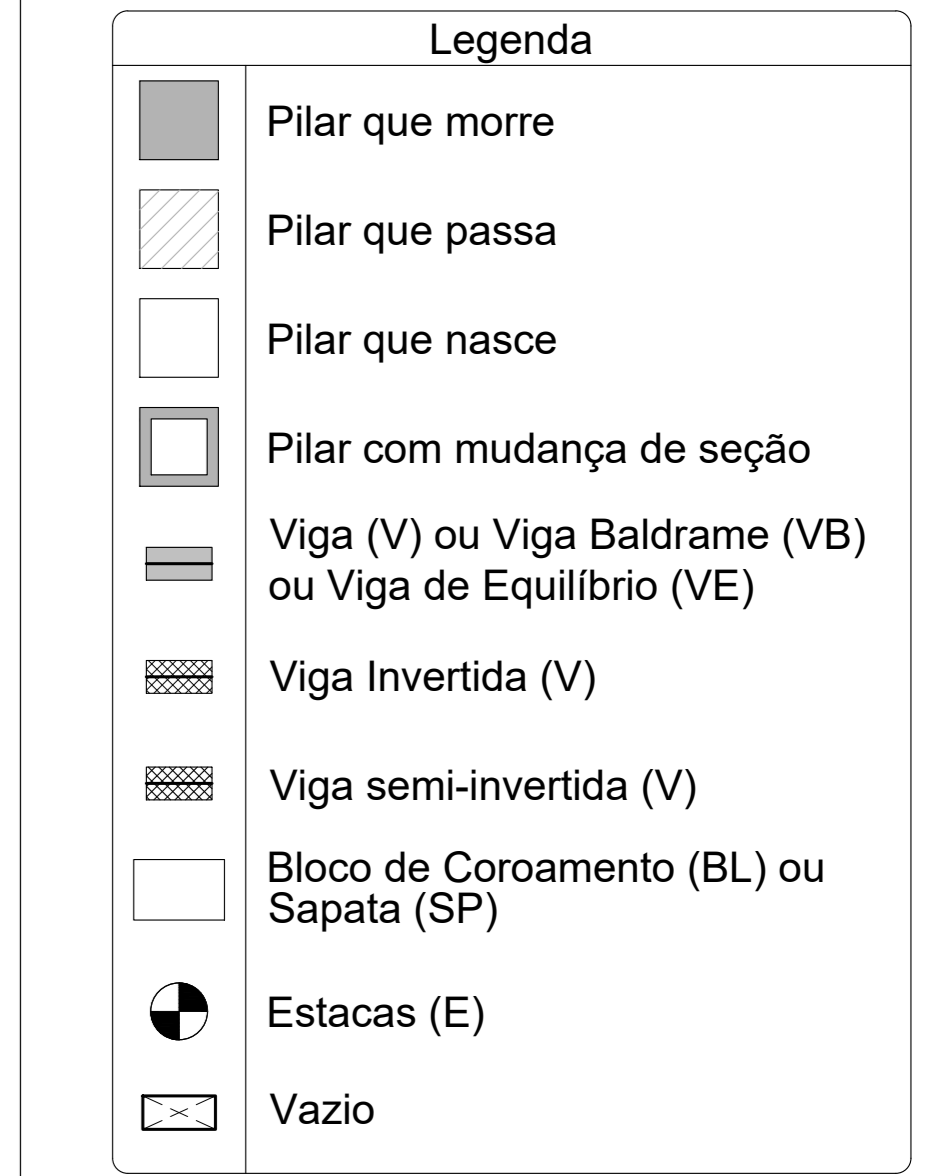 Legenda
Pilar que morre
Pilar que passa
Pilar que nasce
Pilar com mudança de seção
Viga (V) ou Viga Baldrame (VB)
ou Viga de Equilíbrio (VE)
Viga Invertida (V)
Viga semi-invertida (V)
Bloco de Coroamento (BL) ou
Sapata (SP)
Estacas (E)
Vazio